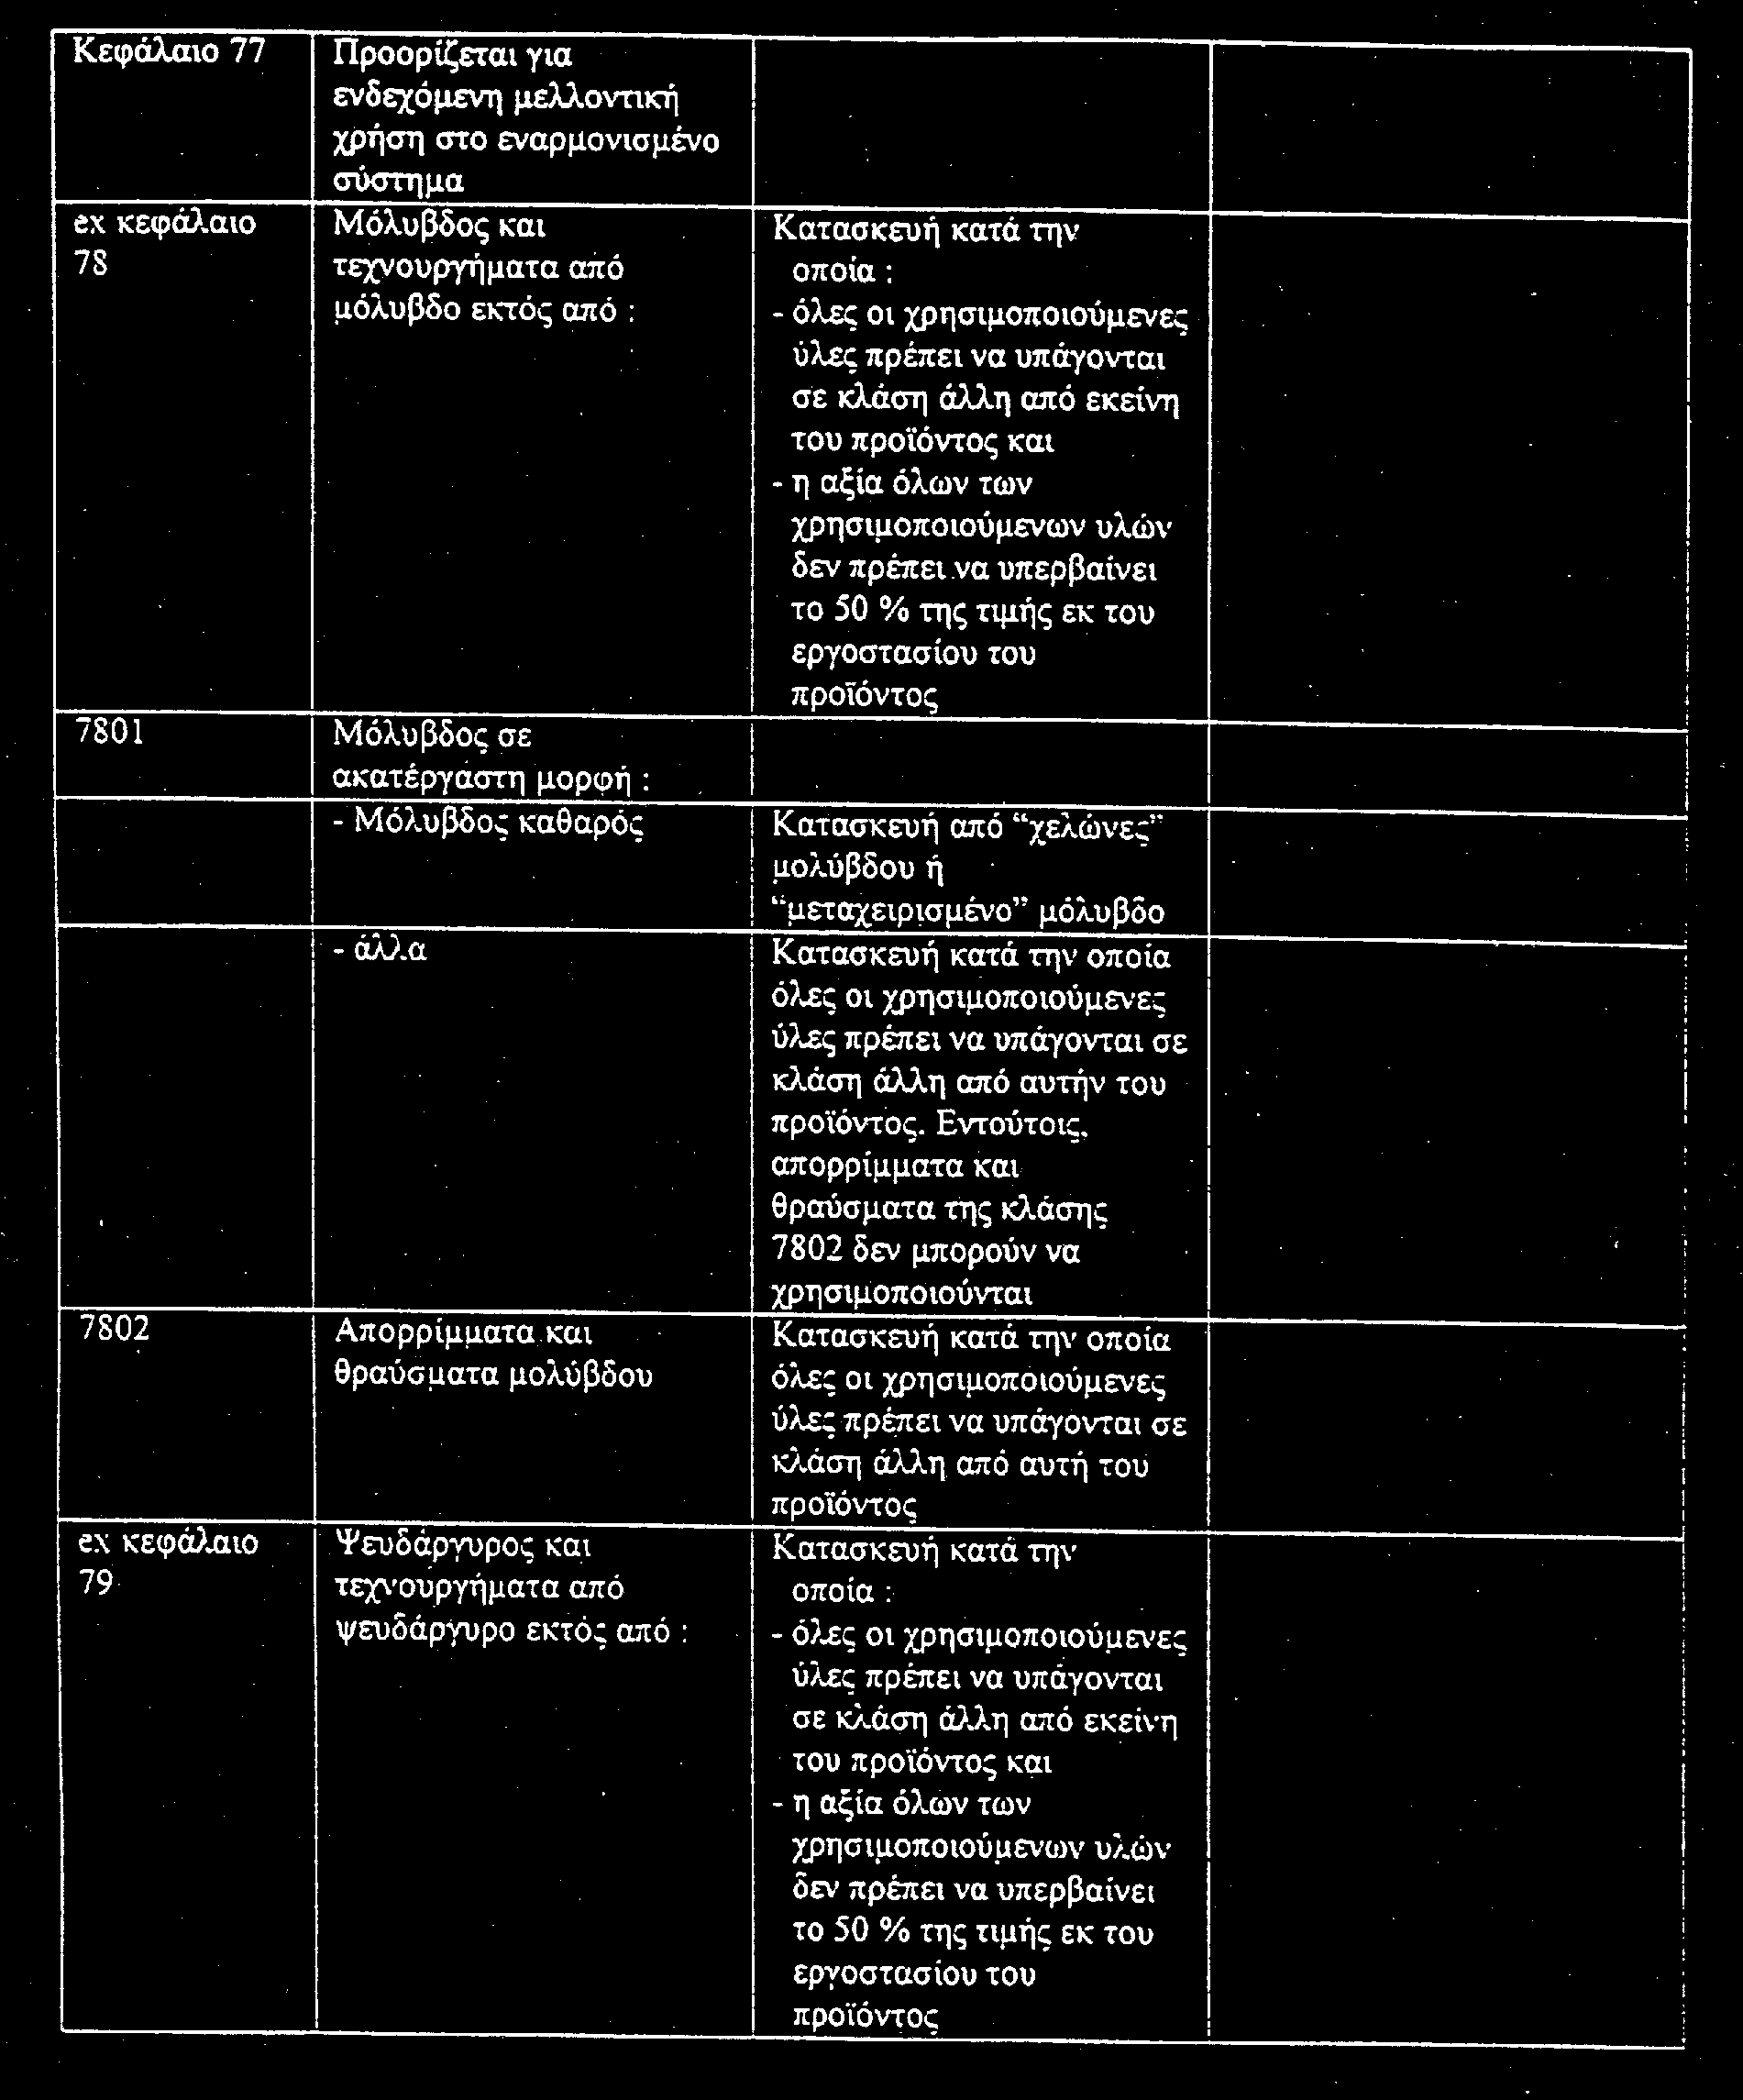 Κεφάλαιο 77
Προορίζεται για
ενδεχόμενη μελλοντική
χρήση στο εναρμονισμένο
σύστημα
ex κεφάλαιο
78
Μόλυβδος και
τεχνουργήματα από
μόλυβδο εκτός από :
Κατασκευή κατά την
οποία :
- όλες οι χρησιμοποιούμενες
ύλες πρέπει να υπάγονται
σε κλάση άλλη από εκείνη
του προϊόντος και
- η αξία όλων των
χρησιμοποιούμενων υλών
δεν πρέπει να υπερβαίνει
το 50 % της τιμής εκ του
εργοστασίου του
προϊόντος
7801
Μόλυβδος σε
ακατέργαστη μορφή :
- Μόλυβδος καθαρός
Κατασκευή από “χελώνες”
μολύβδου ή
“μεταχειρισμένο” μόλυβδο
- άλλα
Κατασκευή κατά την οποία
όλες οι χρησιμοποιούμενες
ύλες πρέπει να υπάγονται σε
κλάση άλλη από αυτήν του
προϊόντος. Εντούτοις,
απορρίμματα και
θραύσματα της κλάσης
7802 δεν μπορούν να
χρησιμοποιούνται
7802
Απορρίμματα και
θραύσματα μολύβδου
Κατασκευή κατά την οποία
όλες οι χρησιμοποιούμενες
ύλες πρέπει να υπάγονται σε
κλάση άλλη από αυτή του
προϊόντος
ex κεφάλαιο
79
Ψευδάργυρος και
τεχνουργήματα από
ψευδάργυρο εκτός από :
Κατασκευή κατά την
οποία :
- όλες οι χρησιμοποιούμενες
ύλες πρέπει να υπάγονται
σε κλάση άλλη από εκείνη
του προϊόντος και
- η αξία όλων των
χρησιμοποιούμενων υλών
δεν πρέπει να υπερβαίνει
το 50 % της τιμής εκ του
εργοστασίου του
προϊόντος